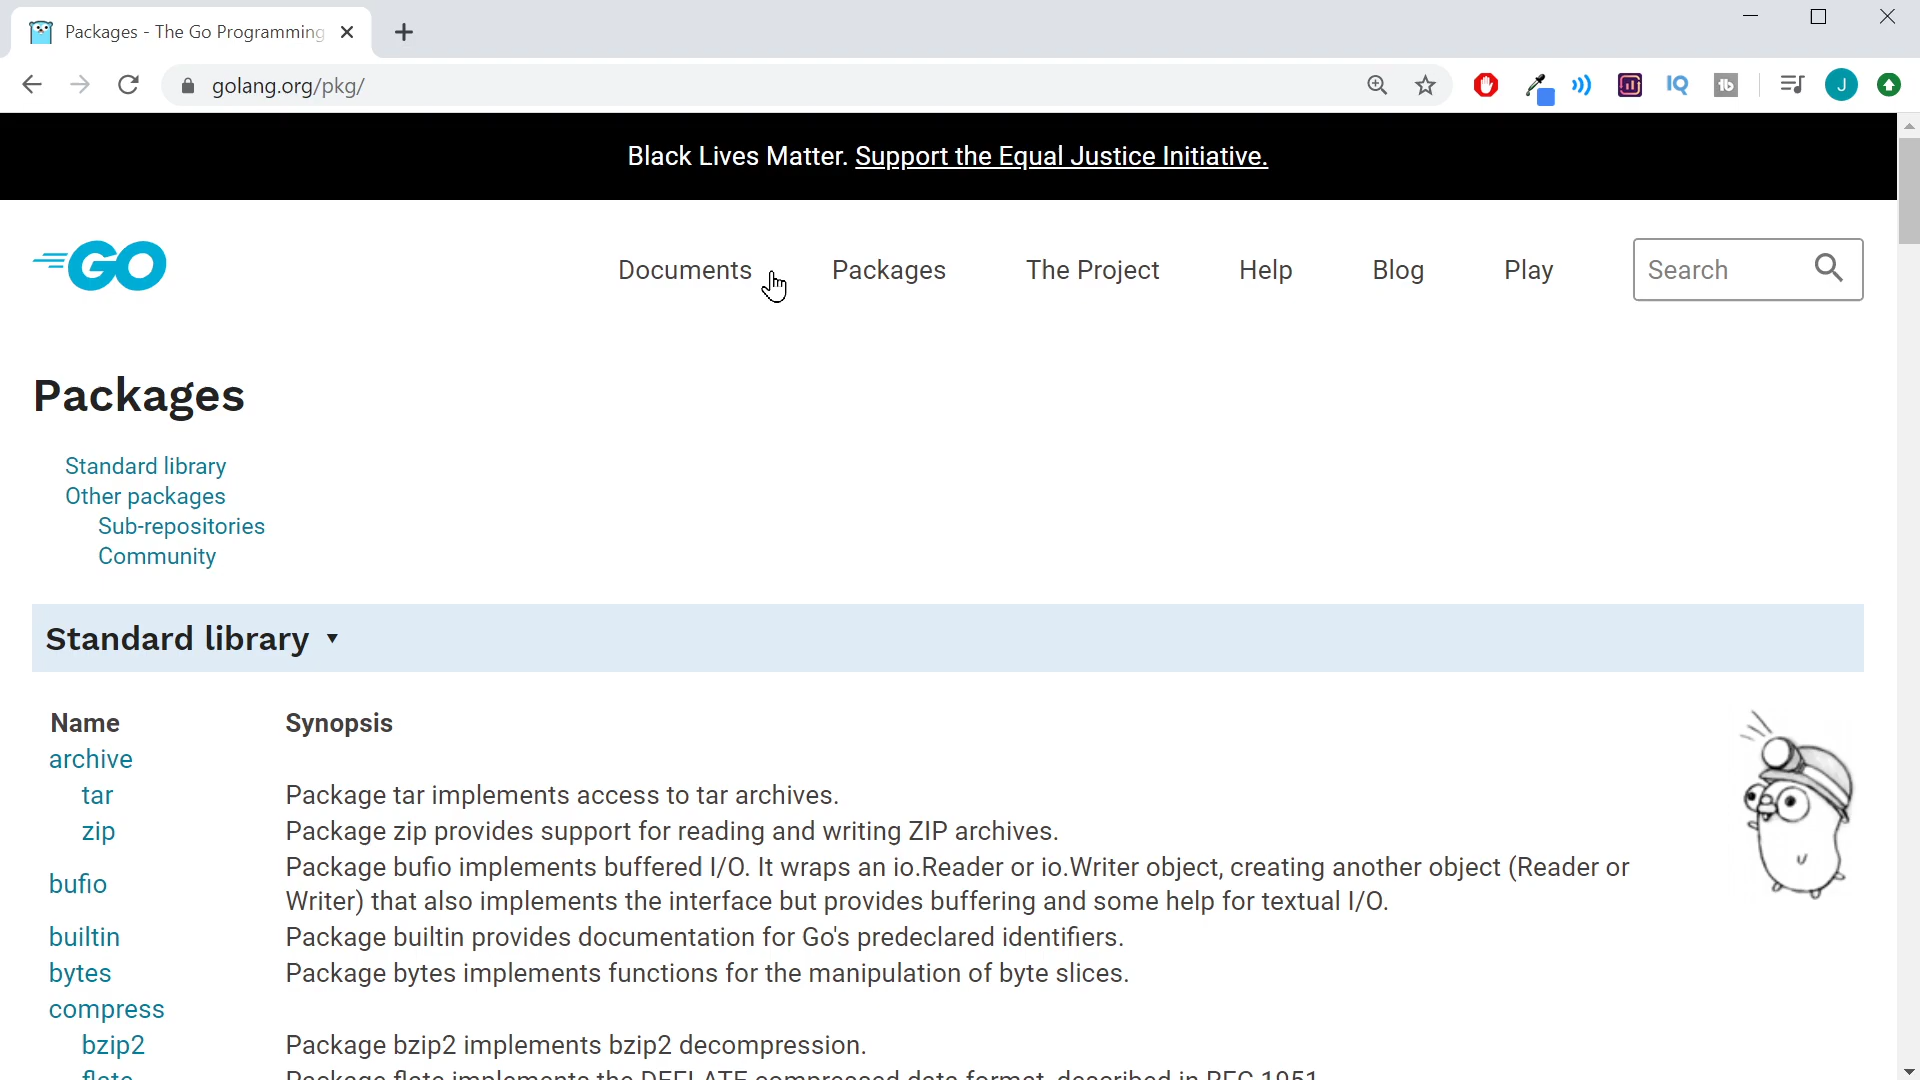 Packages - The Go Programming
golang.org/pkg/
J
IQ
tb
Black Lives Matter. Support the Equal Justice Initiative.
GO
Documents
Packages
The Project
Help
Blog
Play
Search
Packages
Standard library
Other packages
Sub-repositories
Community
Standard library ▾
Name Synopsis
archive
tar Package tar implements access to tar archives.
zip Package zip provides support for reading and writing ZIP archives.
bufio Package bufio implements buffered I/O. It wraps an io.Reader or io.Writer object, creating another object (Reader or
Writer) that also implements the interface but provides buffering and some help for textual I/O.
builtin Package builtin provides documentation for Go's predeclared identifiers.
bytes Package bytes implements functions for the manipulation of byte slices.
compress
bzip2 Package bzip2 implements bzip2 decompression.
flate Package flate implements the DEFLATE compressed data format, described in RFC 1951.